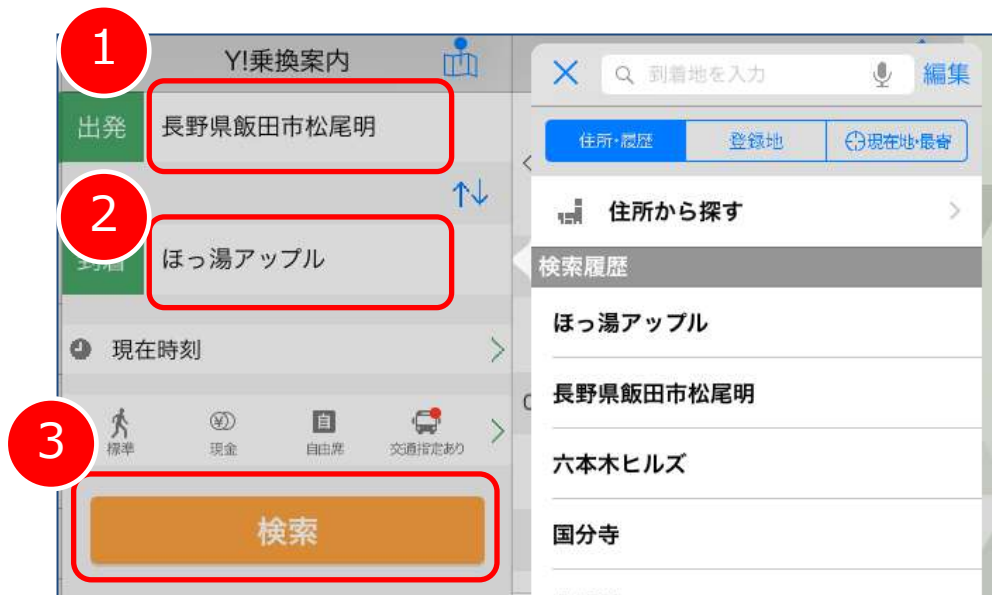 1
Y!乗換案内
出発
長野県飯田市松尾明
2
到着
ほっ湯アップル
現在時刻
標準
現金
自由席
交通指定あり
3
検索
到着地を入力
編集
住所・履歴
登録地
現在地・最寄
住所から探す
検索履歴
ほっ湯アップル
長野県飯田市松尾明
六本木ヒルズ
国分寺